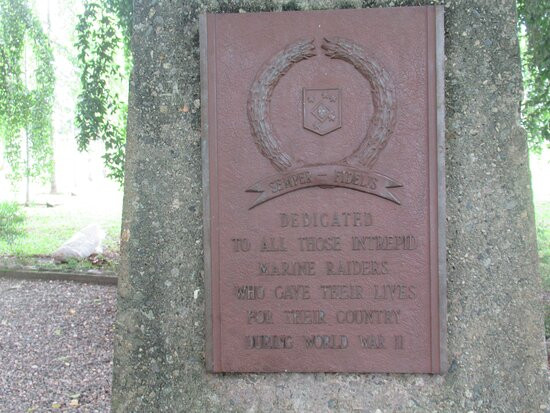 SEMPER - FIDELIS
DEDICATED
TO ALL THOSE INTREPID
MARINE RAIDERS
WHO GAVE THEIR LIVES
FOR THEIR COUNTRY
DURING WORLD WAR II